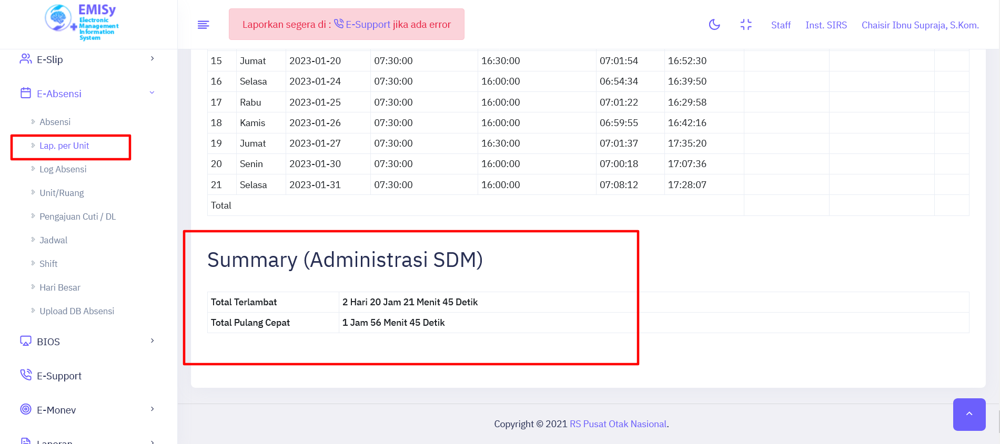 EMISy
Electronic
Management
Information
System
Laporkan segera di : E-Support jika ada error
Staff
Inst. SIRS
Chaisir Ibnu Supraja, S.Kom.
E-Slip
E-Absensi
Absensi
Lap. per Unit
Log Absensi
Unit/Ruang
Pengajuan Cuti / DL
Jadwal
Shift
Hari Besar
Upload DB Absensi
BIOS
E-Support
E-Monev
Laporan
15 Jumat 2023-01-20 07:30:00 16:30:00 07:01:54 16:52:30
16 Selasa 2023-01-24 07:30:00 16:00:00 06:54:34 16:39:50
17 Rabu 2023-01-25 07:30:00 16:00:00 07:01:22 16:29:58
18 Kamis 2023-01-26 07:30:00 16:00:00 06:59:55 16:42:16
19 Jumat 2023-01-27 07:30:00 16:30:00 07:01:37 17:35:20
20 Senin 2023-01-30 07:30:00 16:00:00 07:00:18 17:07:36
21 Selasa 2023-01-31 07:30:00 16:00:00 07:08:12 17:28:07
Total
Summary (Administrasi SDM)
Total Terlambat 2 Hari 20 Jam 21 Menit 45 Detik
Total Pulang Cepat 1 Jam 56 Menit 45 Detik
Copyright © 2021 RS Pusat Otak Nasional.